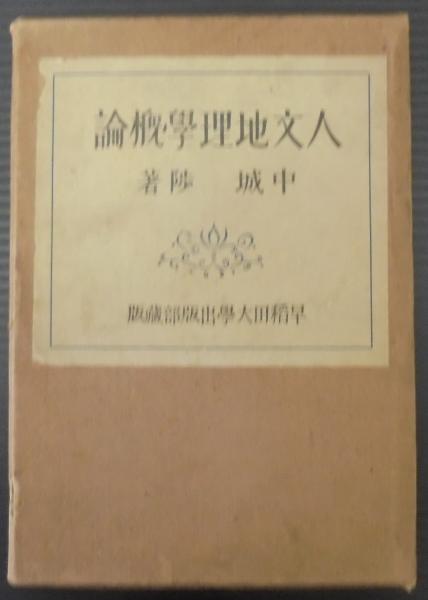 人文地理學概論
中城 陟 著
早稻田大學出版部藏版